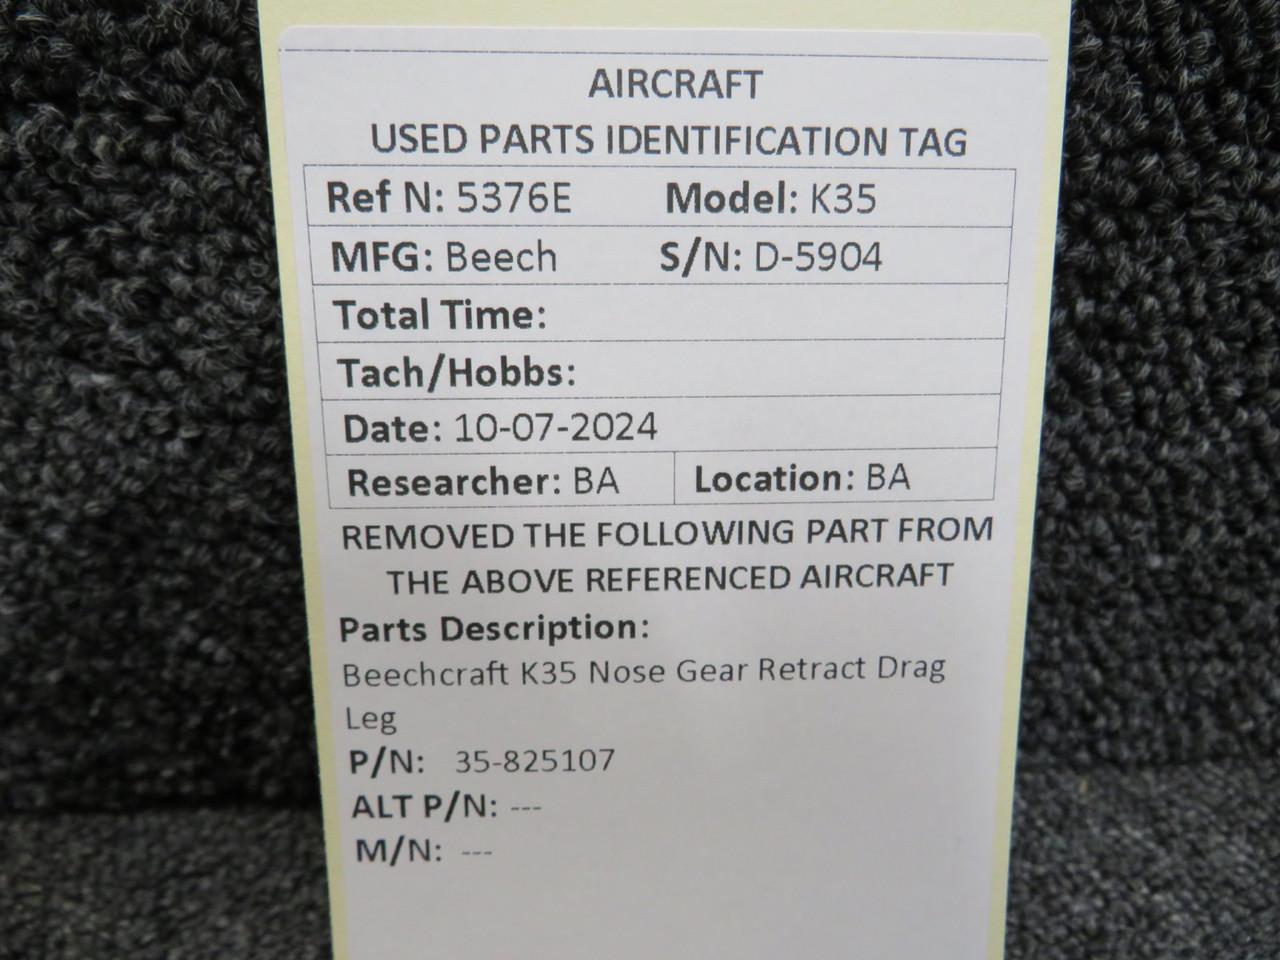 AIRCRAFT
USED PARTS IDENTIFICATION TAG
Ref N: 5376E Model: K35
MFG: Beech S/N: D-5904
Total Time:
Tach/Hobbs:
Date: 10-07-2024
Researcher: BA Location: BA
REMOVED THE FOLLOWING PART FROM
THE ABOVE REFERENCED AIRCRAFT
Parts Description:
Beechcraft K35 Nose Gear Retract Drag
Leg
P/N: 35-825107
ALT P/N: ---
M/N: ---